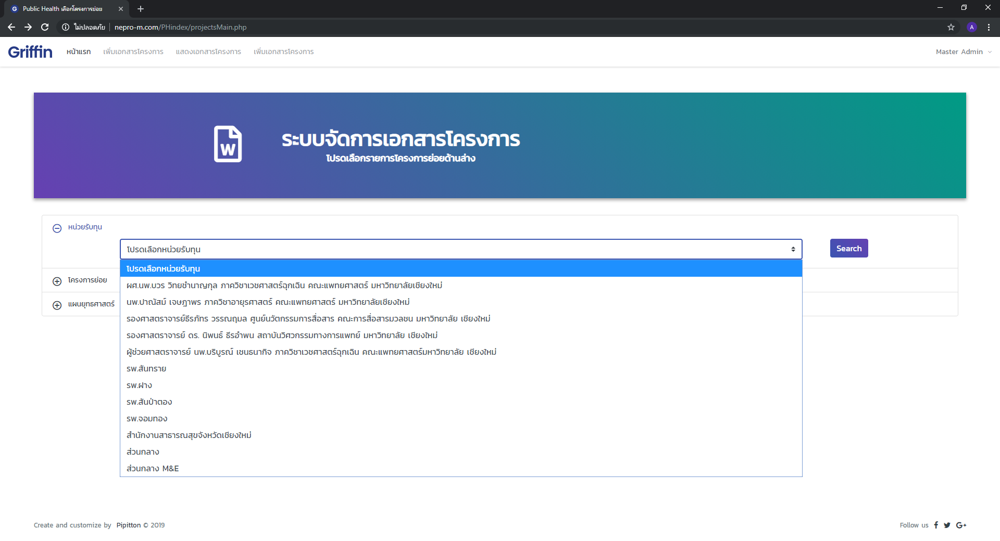 Public Health เลือกโครงการย่อย
ไม่ปลอดภัย nepro-m.com/PHindex/projectsMain.php A
Griffin หน้าแรก เพิ่มเอกสารโครงการ แสดงเอกสารโครงการ เพิ่มเอกสารโครงการ Master Admin
W
ระบบจัดการเอกสารโครงการ
โปรดเลือกรายการโครงการย่อยด้านล่าง
หน่วยรับทุน
โปรดเลือกหน่วยรับทุน Search
โปรดเลือกหน่วยรับทุน
โครงการย่อย
ผศ.นพ.บวร วิทยชำนาญกุล ภาควิชาเวชศาสตร์ฉุกเฉิน คณะแพทยศาสตร์ มหาวิทยาลัยเชียงใหม่
แผนยุทธศาสตร์
นพ.ปาณัสม์ เจษฎาพร ภาควิชาอายุรศาสตร์ คณะแพทยศาสตร์ มหาวิทยาลัยเชียงใหม่
รองศาสตราจารย์ธีรภัทร วรรณฤมล ศูนย์นวัตกรรมการสื่อสาร คณะการสื่อสารมวลชน มหาวิทยาลัย เชียงใหม่
รองศาสตราจารย์ ดร. นิพนธ์ ธีรอำพน สถาบันวิศวกรรมทางการแพทย์ มหาวิทยาลัย เชียงใหม่
ผู้ช่วยศาสตราจารย์ นพ.บริบูรณ์ เชนธนากิจ ภาควิชาเวชศาสตร์ฉุกเฉิน คณะแพทยศาสตร์มหาวิทยาลัย เชียงใหม่
รพ.สันทราย
รพ.ฝาง
รพ.สันป่าตอง
รพ.จอมทอง
สำนักงานสาธารณสุขจังหวัดเชียงใหม่
ส่วนกลาง
ส่วนกลาง M&E
Create and customize by Pipitton © 2019 Follow us